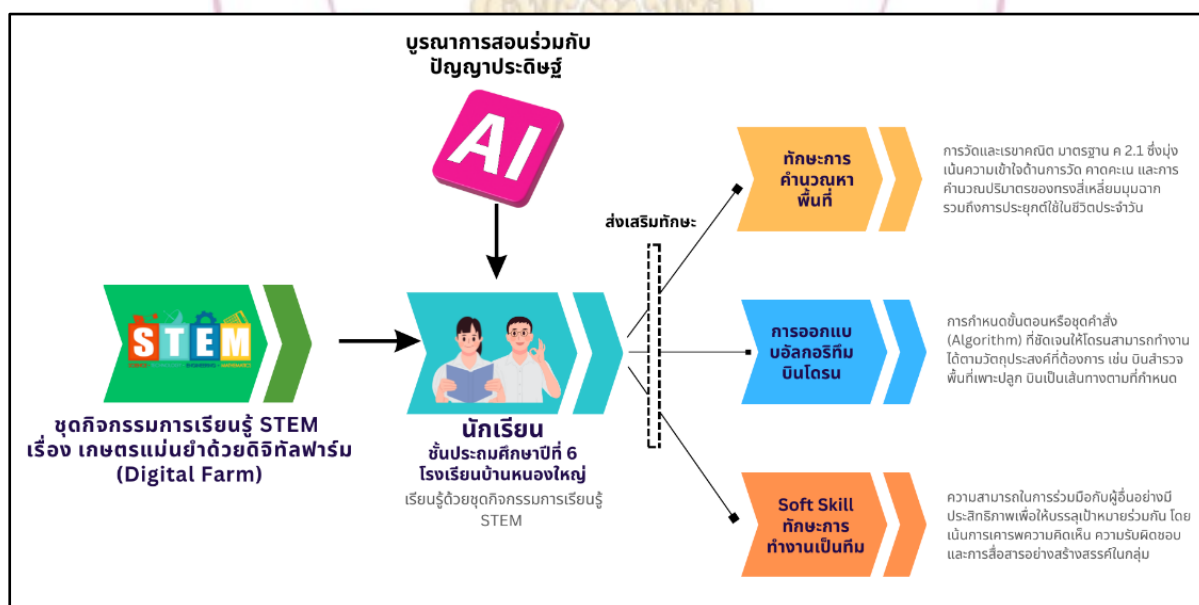 บูรณาการสอนร่วมกับ
ปัญญาประดิษฐ์
AI
STEM
ชุดกิจกรรมการเรียนรู้ STEM
เรื่อง เกษตรแม่นยำด้วยดิจิทัลฟาร์ม
(Digital Farm)
นักเรียน
ชั้นประถมศึกษาปีที่ 6
โรงเรียนบ้านหนองใหญ่
เรียนรู้ด้วยชุดกิจกรรมการเรียนรู้
STEM
ส่งเสริมทักษะ
ทักษะการ
คำนวณหา
พื้นที่
การวัดและเรขาคณิต มาตรฐาน ค 2.1 ซึ่งมุ่ง
เน้นความเข้าใจด้านการวัด คาดคะเน และการ
คำนวณปริมาตรของทรงสี่เหลี่ยมมุมฉาก
รวมถึงการประยุกต์ใช้ในชีวิตประจำวัน
การออกแบ
บอัลกอริทึม
บินโดรน
การกำหนดขั้นตอนหรือชุดคำสั่ง
(Algorithm) ที่ชัดเจนให้โดรนสามารถทำงาน
ได้ตามวัตถุประสงค์ที่ต้องการ เช่น บินสำรวจ
พื้นที่เพาะปลูก บินเป็นเส้นทางตามที่กำหนด
Soft Skill
ทักษะการ
ทำงานเป็นทีม
ความสามารถในการร่วมมือกับผู้อื่นอย่างมี
ประสิทธิภาพเพื่อให้บรรลุเป้าหมายร่วมกัน โดย
เน้นการเคารพความคิดเห็น ความรับผิดชอบ
และการสื่อสารอย่างสร้างสรรค์ในกลุ่ม